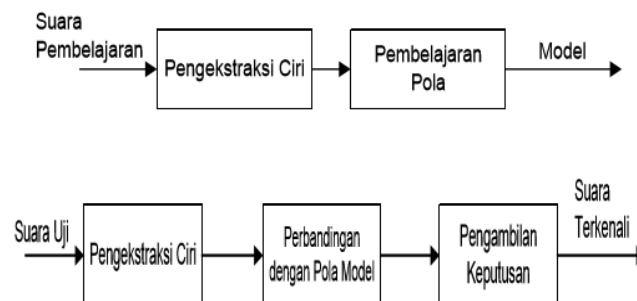 Suara
Pembelajaran
Pengekstraksi Ciri
Pembelajaran
Pola
Model
Suara Uji
Pengekstraksi Ciri
Perbandingan
dengan Pola Model
Pengambilan
Keputusan
Suara
Terkenali